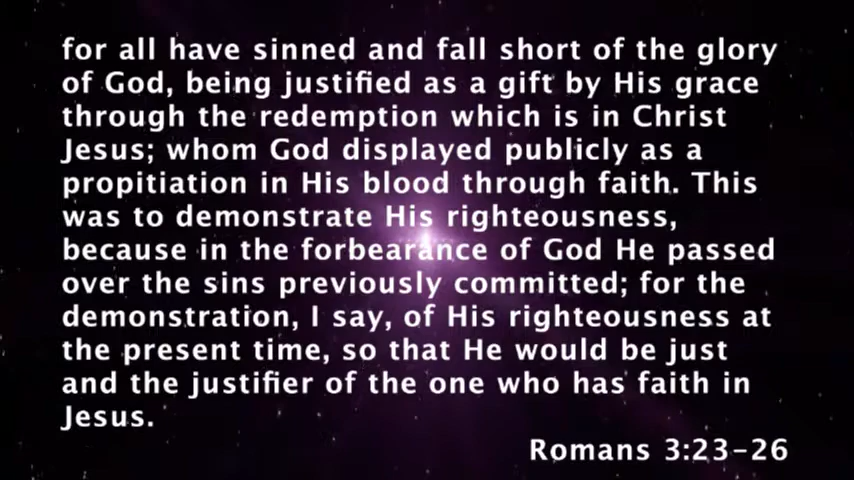 for all have sinned and fall short of the glory
of God, being justified as a gift by His grace
through the redemption which is in Christ
Jesus; whom God displayed publicly as a
propitiation in His blood through faith. This
was to demonstrate His righteousness,
because in the forbearance of God He passed
over the sins previously committed; for the
demonstration, I say, of His righteousness at
the present time, so that He would be just
and the justifier of the one who has faith in
Jesus.
Romans 3:23-26